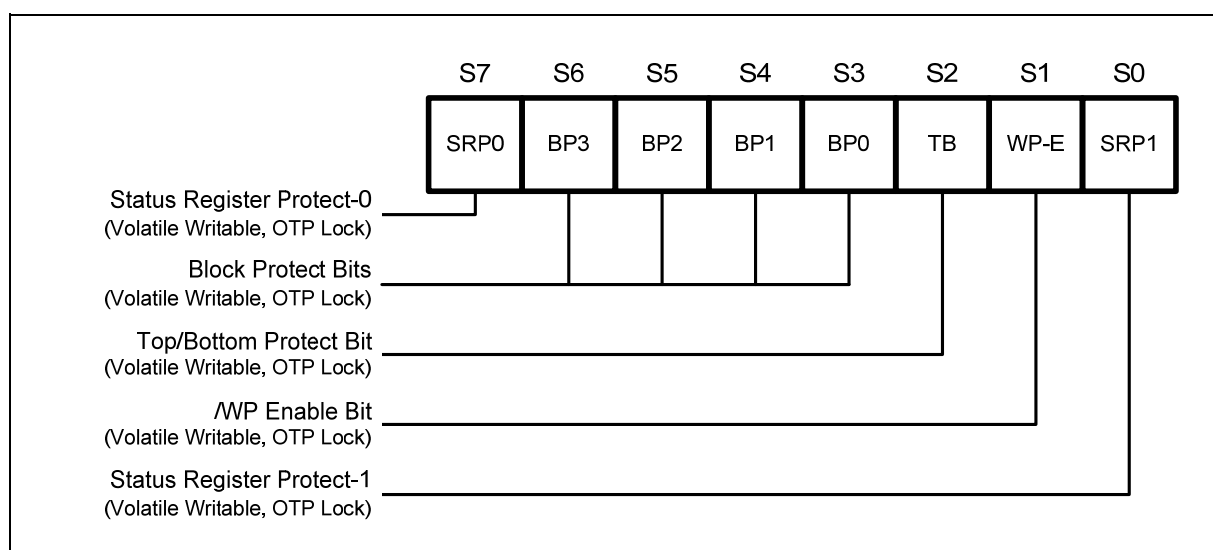 S7 S6 S5 S4 S3 S2 S1 S0
SRP0 BP3 BP2 BP1 BP0 TB WP-E SRP1
Status Register Protect-0
(Volatile Writable, OTP Lock)
Block Protect Bits
(Volatile Writable, OTP Lock)
Top/Bottom Protect Bit
(Volatile Writable, OTP Lock)
/WP Enable Bit
(Volatile Writable, OTP Lock)
Status Register Protect-1
(Volatile Writable, OTP Lock)